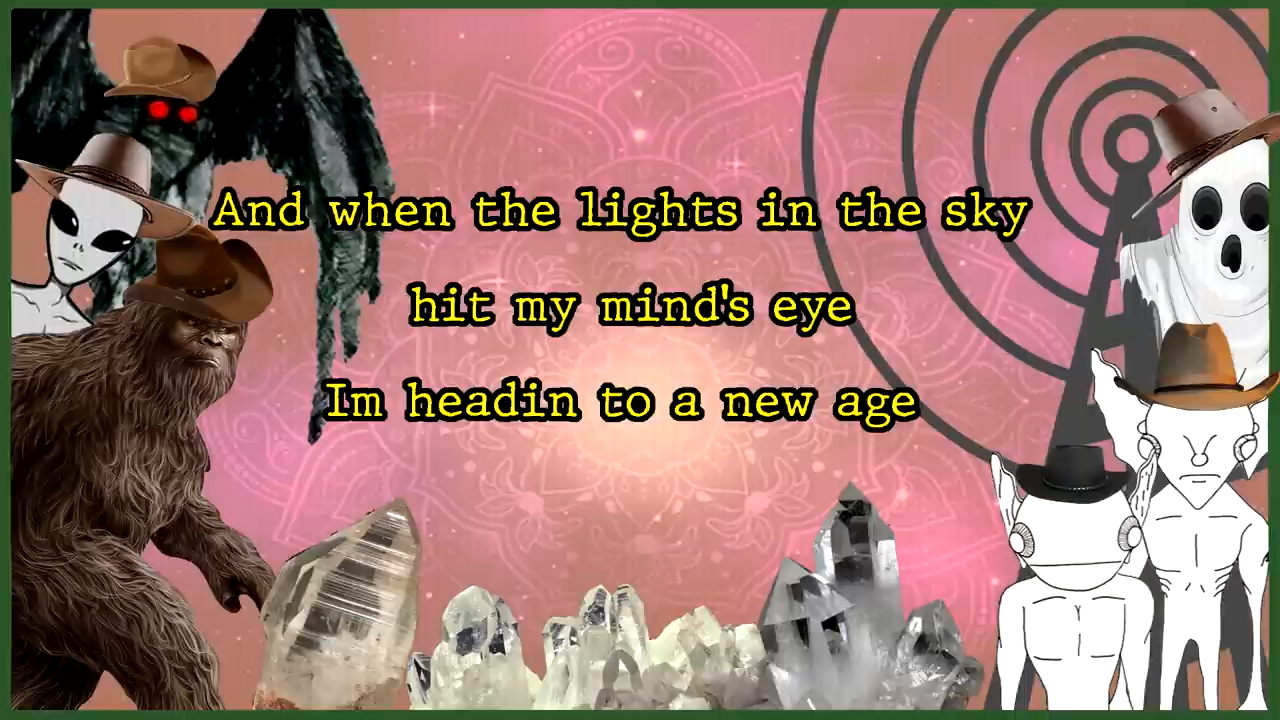 And when the lights in the sky
hit my mind's eye
Im headin to a new age